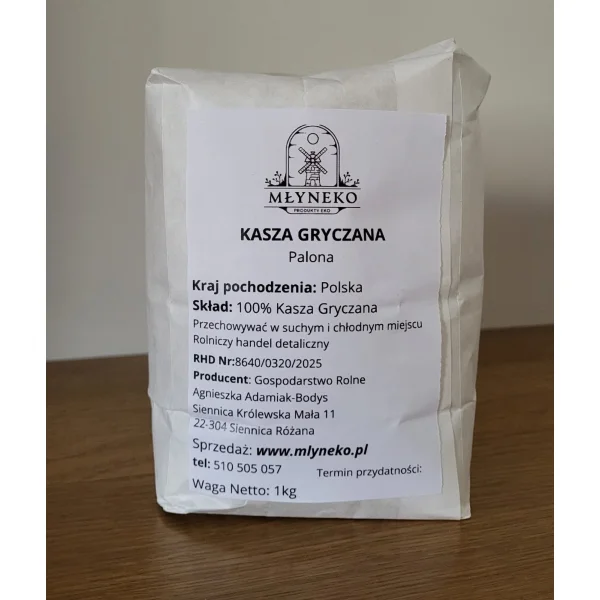 MŁYNEKO
PRODUKTY EKO
KASZA GRYCZANA
Palona
Kraj pochodzenia: Polska
Skład: 100% Kasza Gryczana
Przechowywać w suchym i chłodnym miejscu
Rolniczy handel detaliczny
RHD Nr:8640/0320/2025
Producent: Gospodarstwo Rolne
Agnieszka Adamiak-Bodys
Siennica Królewska Mała 11
22-304 Siennica Różana
Sprzedaż: www.mlyneko.pl
tel: 510 505 057 Termin przydatności:
Waga Netto: 1kg